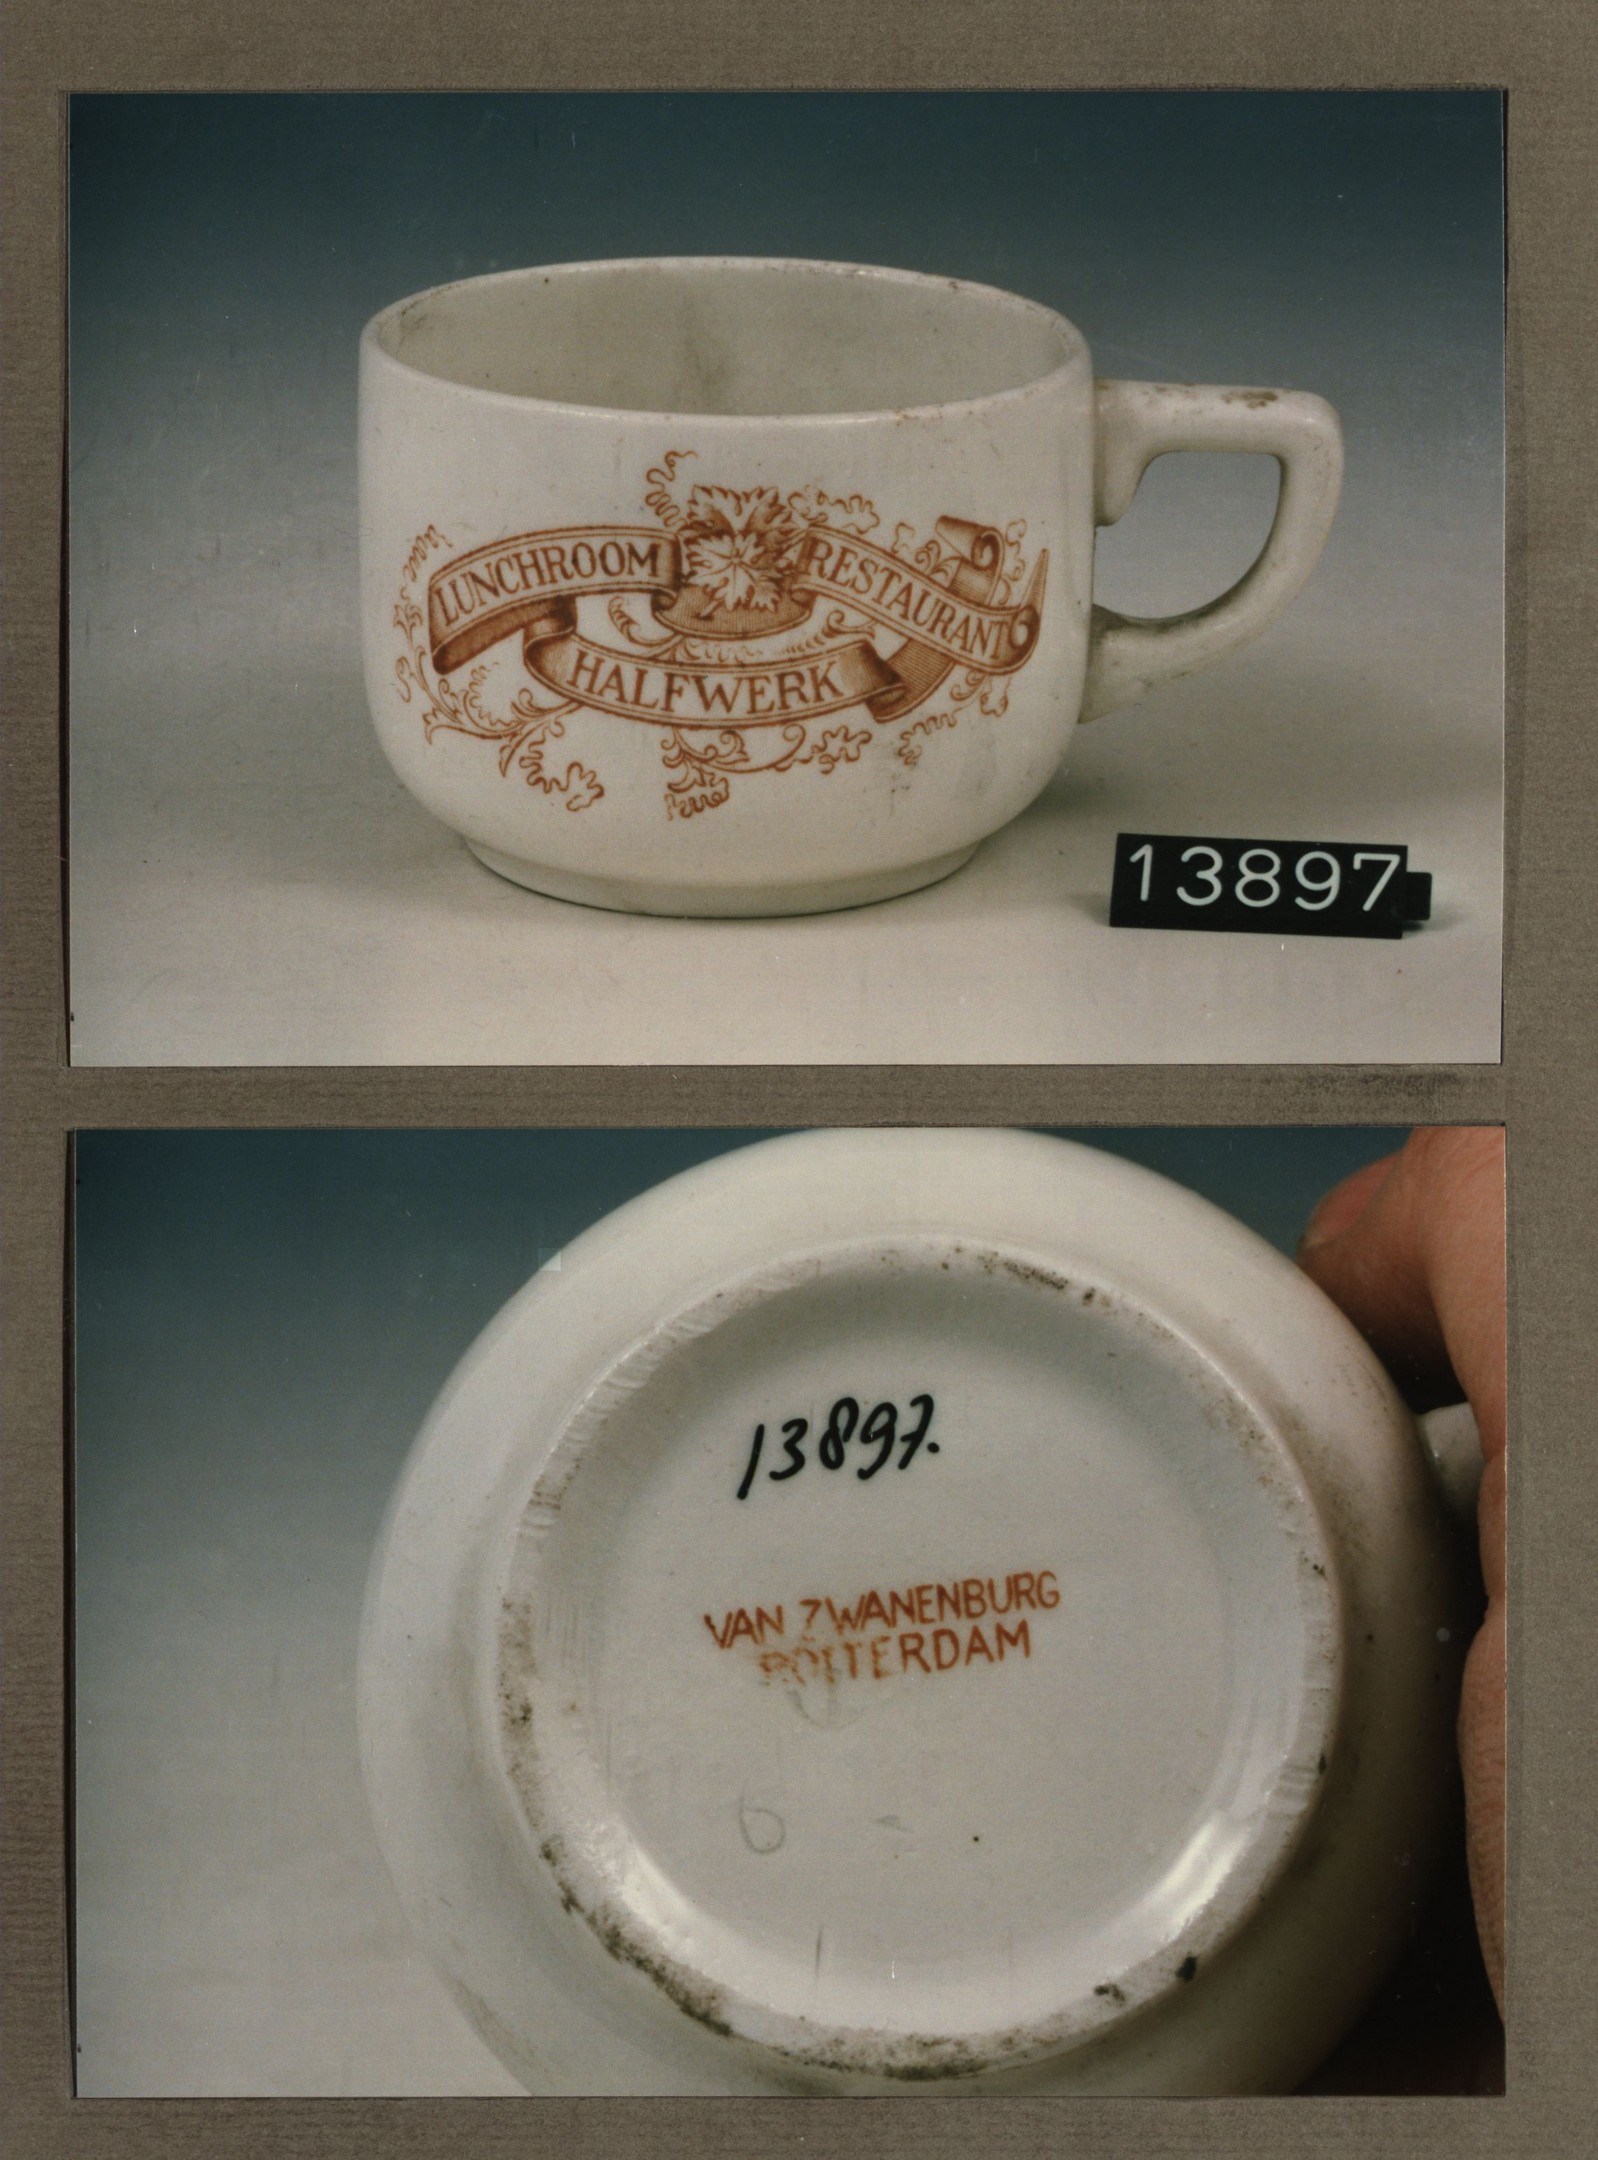 LUNCHROOM RESTAURANT
HALFWERK
13897
13897.
VAN ZWANENBURG
ROTTERDAM
6